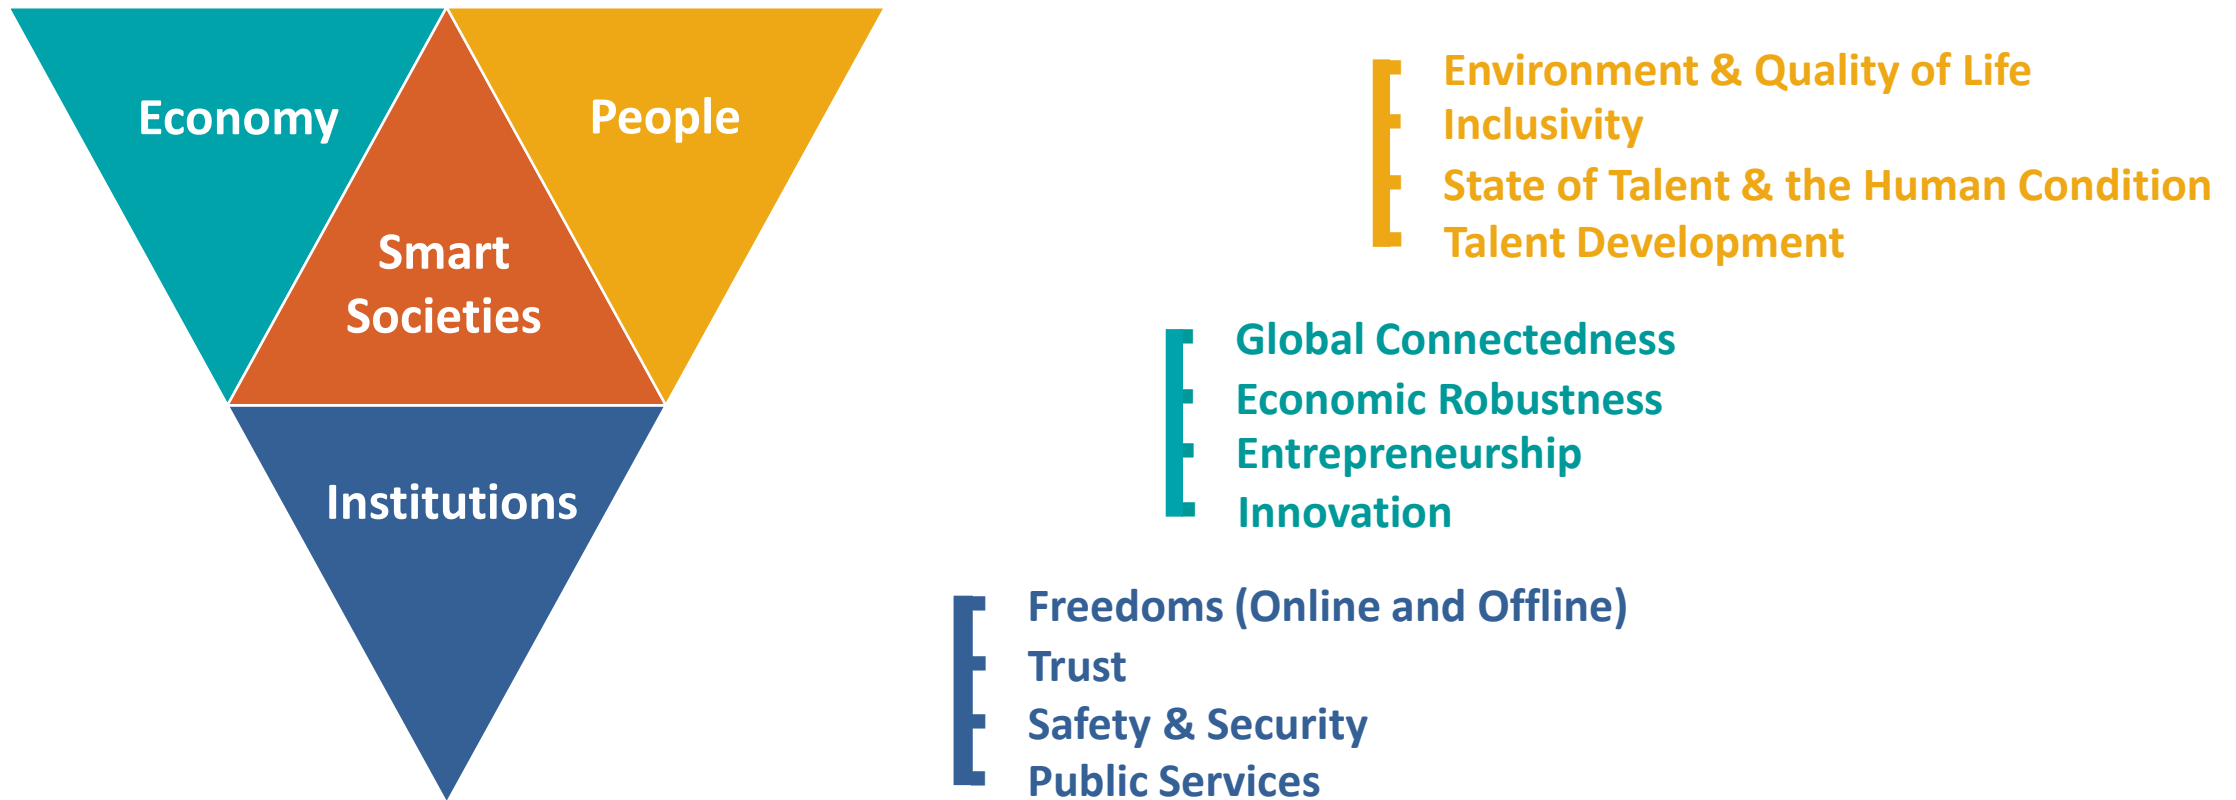 Economy
People
Smart
Societies
Institutions
Environment & Quality of Life
Inclusivity
State of Talent & the Human Condition
Talent Development
Global Connectedness
Economic Robustness
Entrepreneurship
Innovation
Freedoms (Online and Offline)
Trust
Safety & Security
Public Services